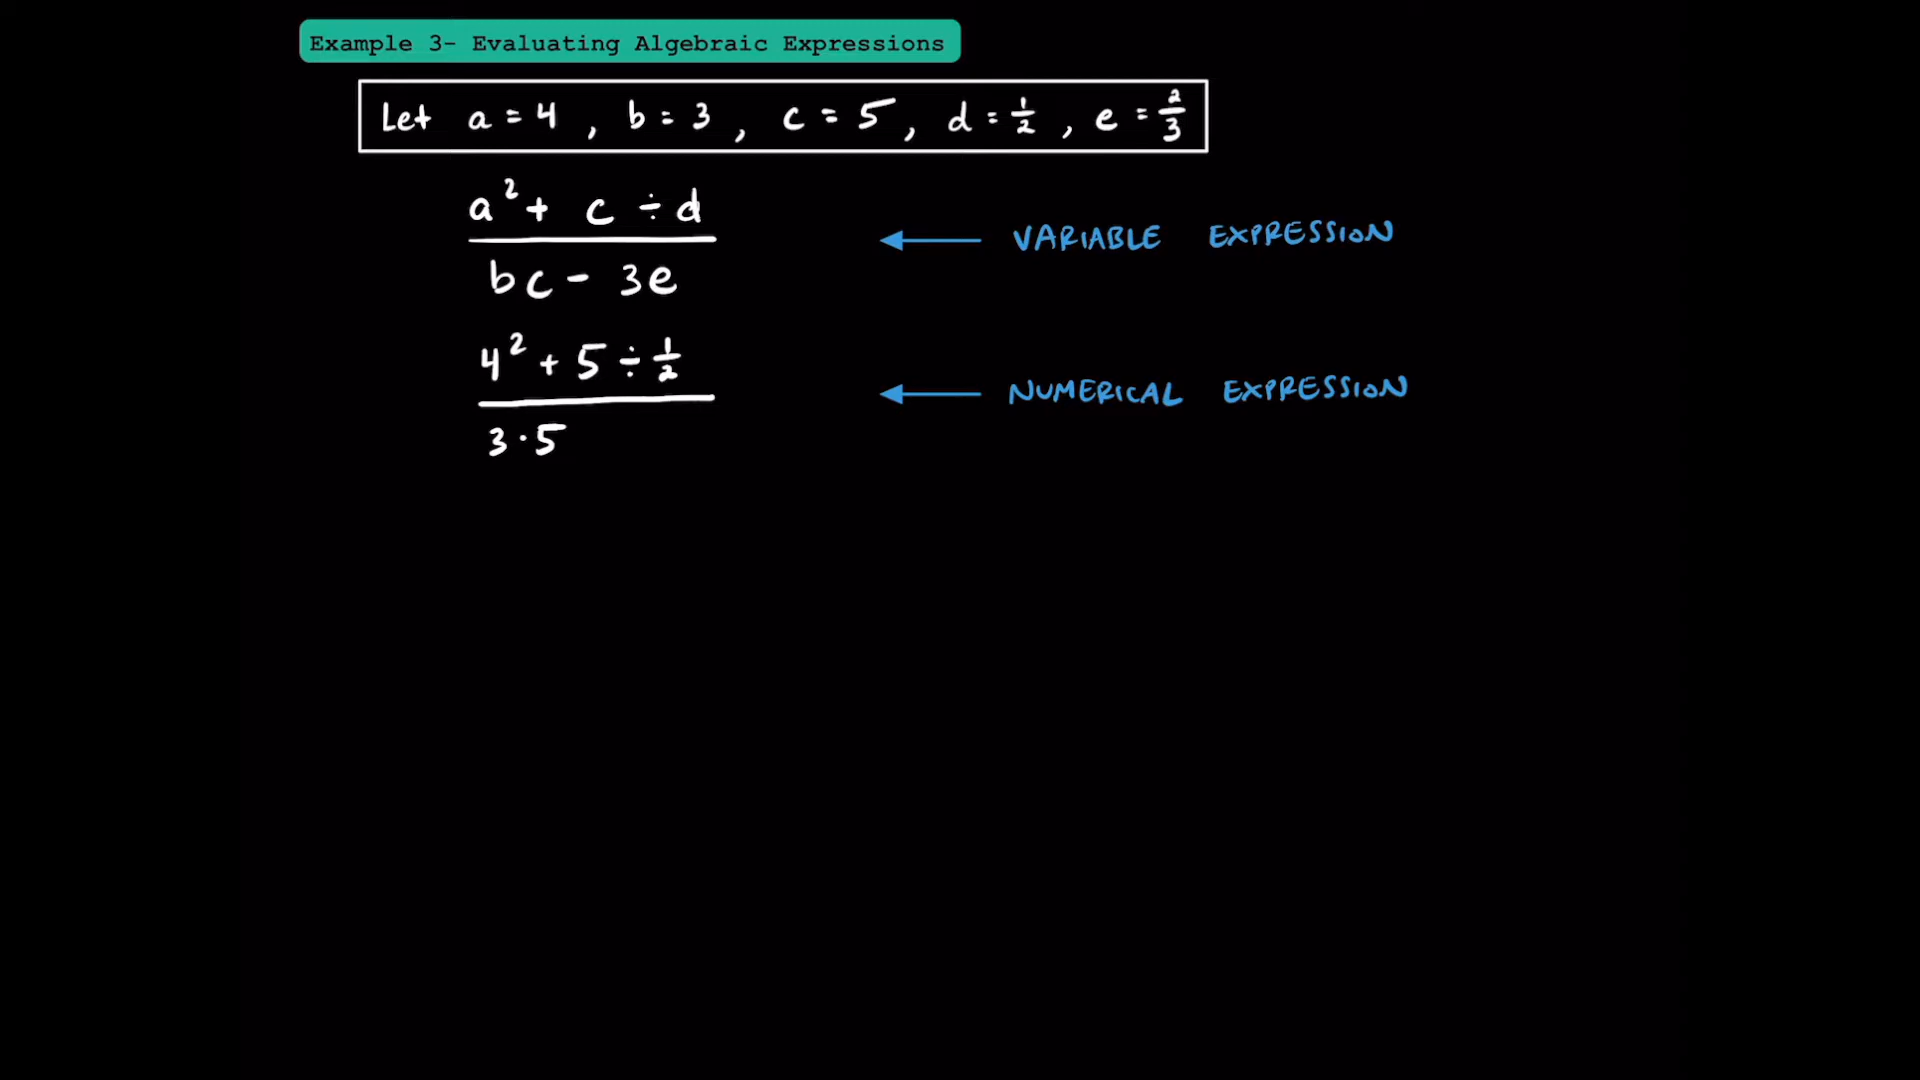 Example 3- Evaluating Algebraic Expressions
Let a = 4 , b = 3 , c = 5 , d = 1/2 , e = 2/3
a² + c ÷ d
VARIABLE EXPRESSION
bc - 3e
4² + 5 ÷ 1/2
NUMERICAL EXPRESSION
3 · 5